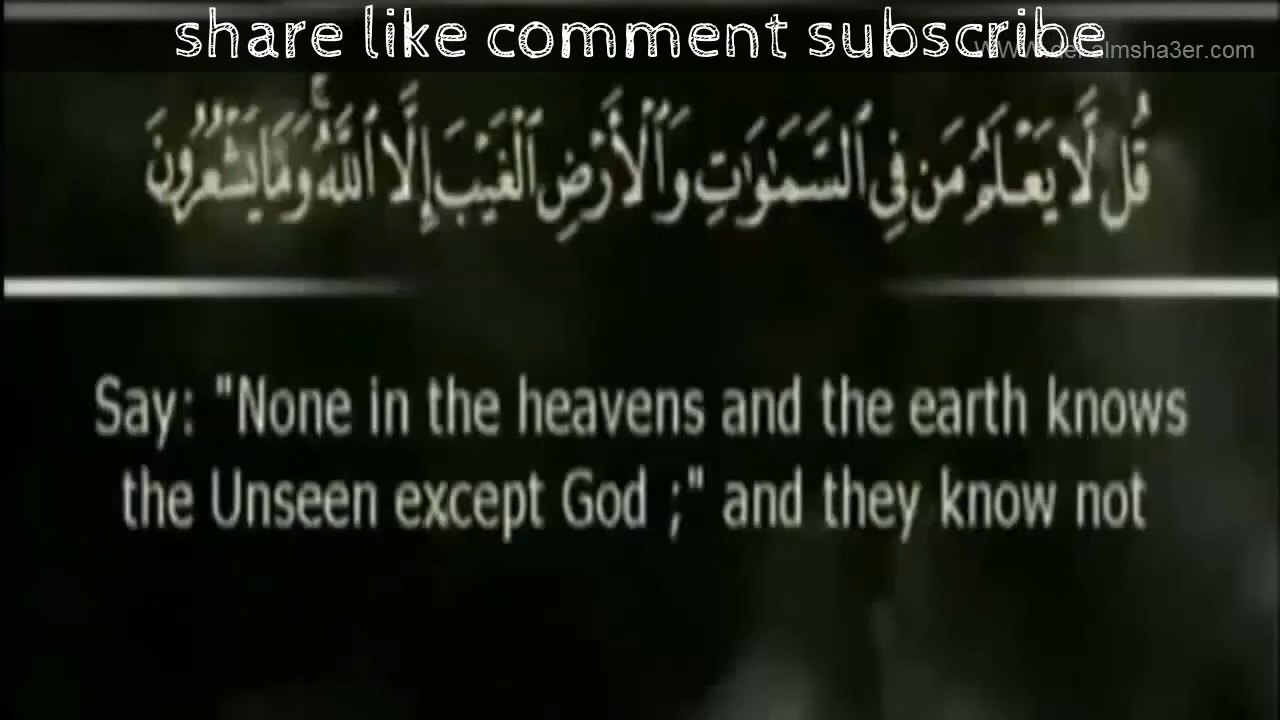 share like comment subscribe
قُل لَّا يَعْلَمُ مَن فِي ٱلسَّمَـٰوَٰتِ وَٱلْأَرْضِ ٱلْغَيْبَ إِلَّا ٱللَّهُ ۚ وَمَا يَشْعُرُونَ
Say: "None in the heavens and the earth knows
the Unseen except God ;" and they know not